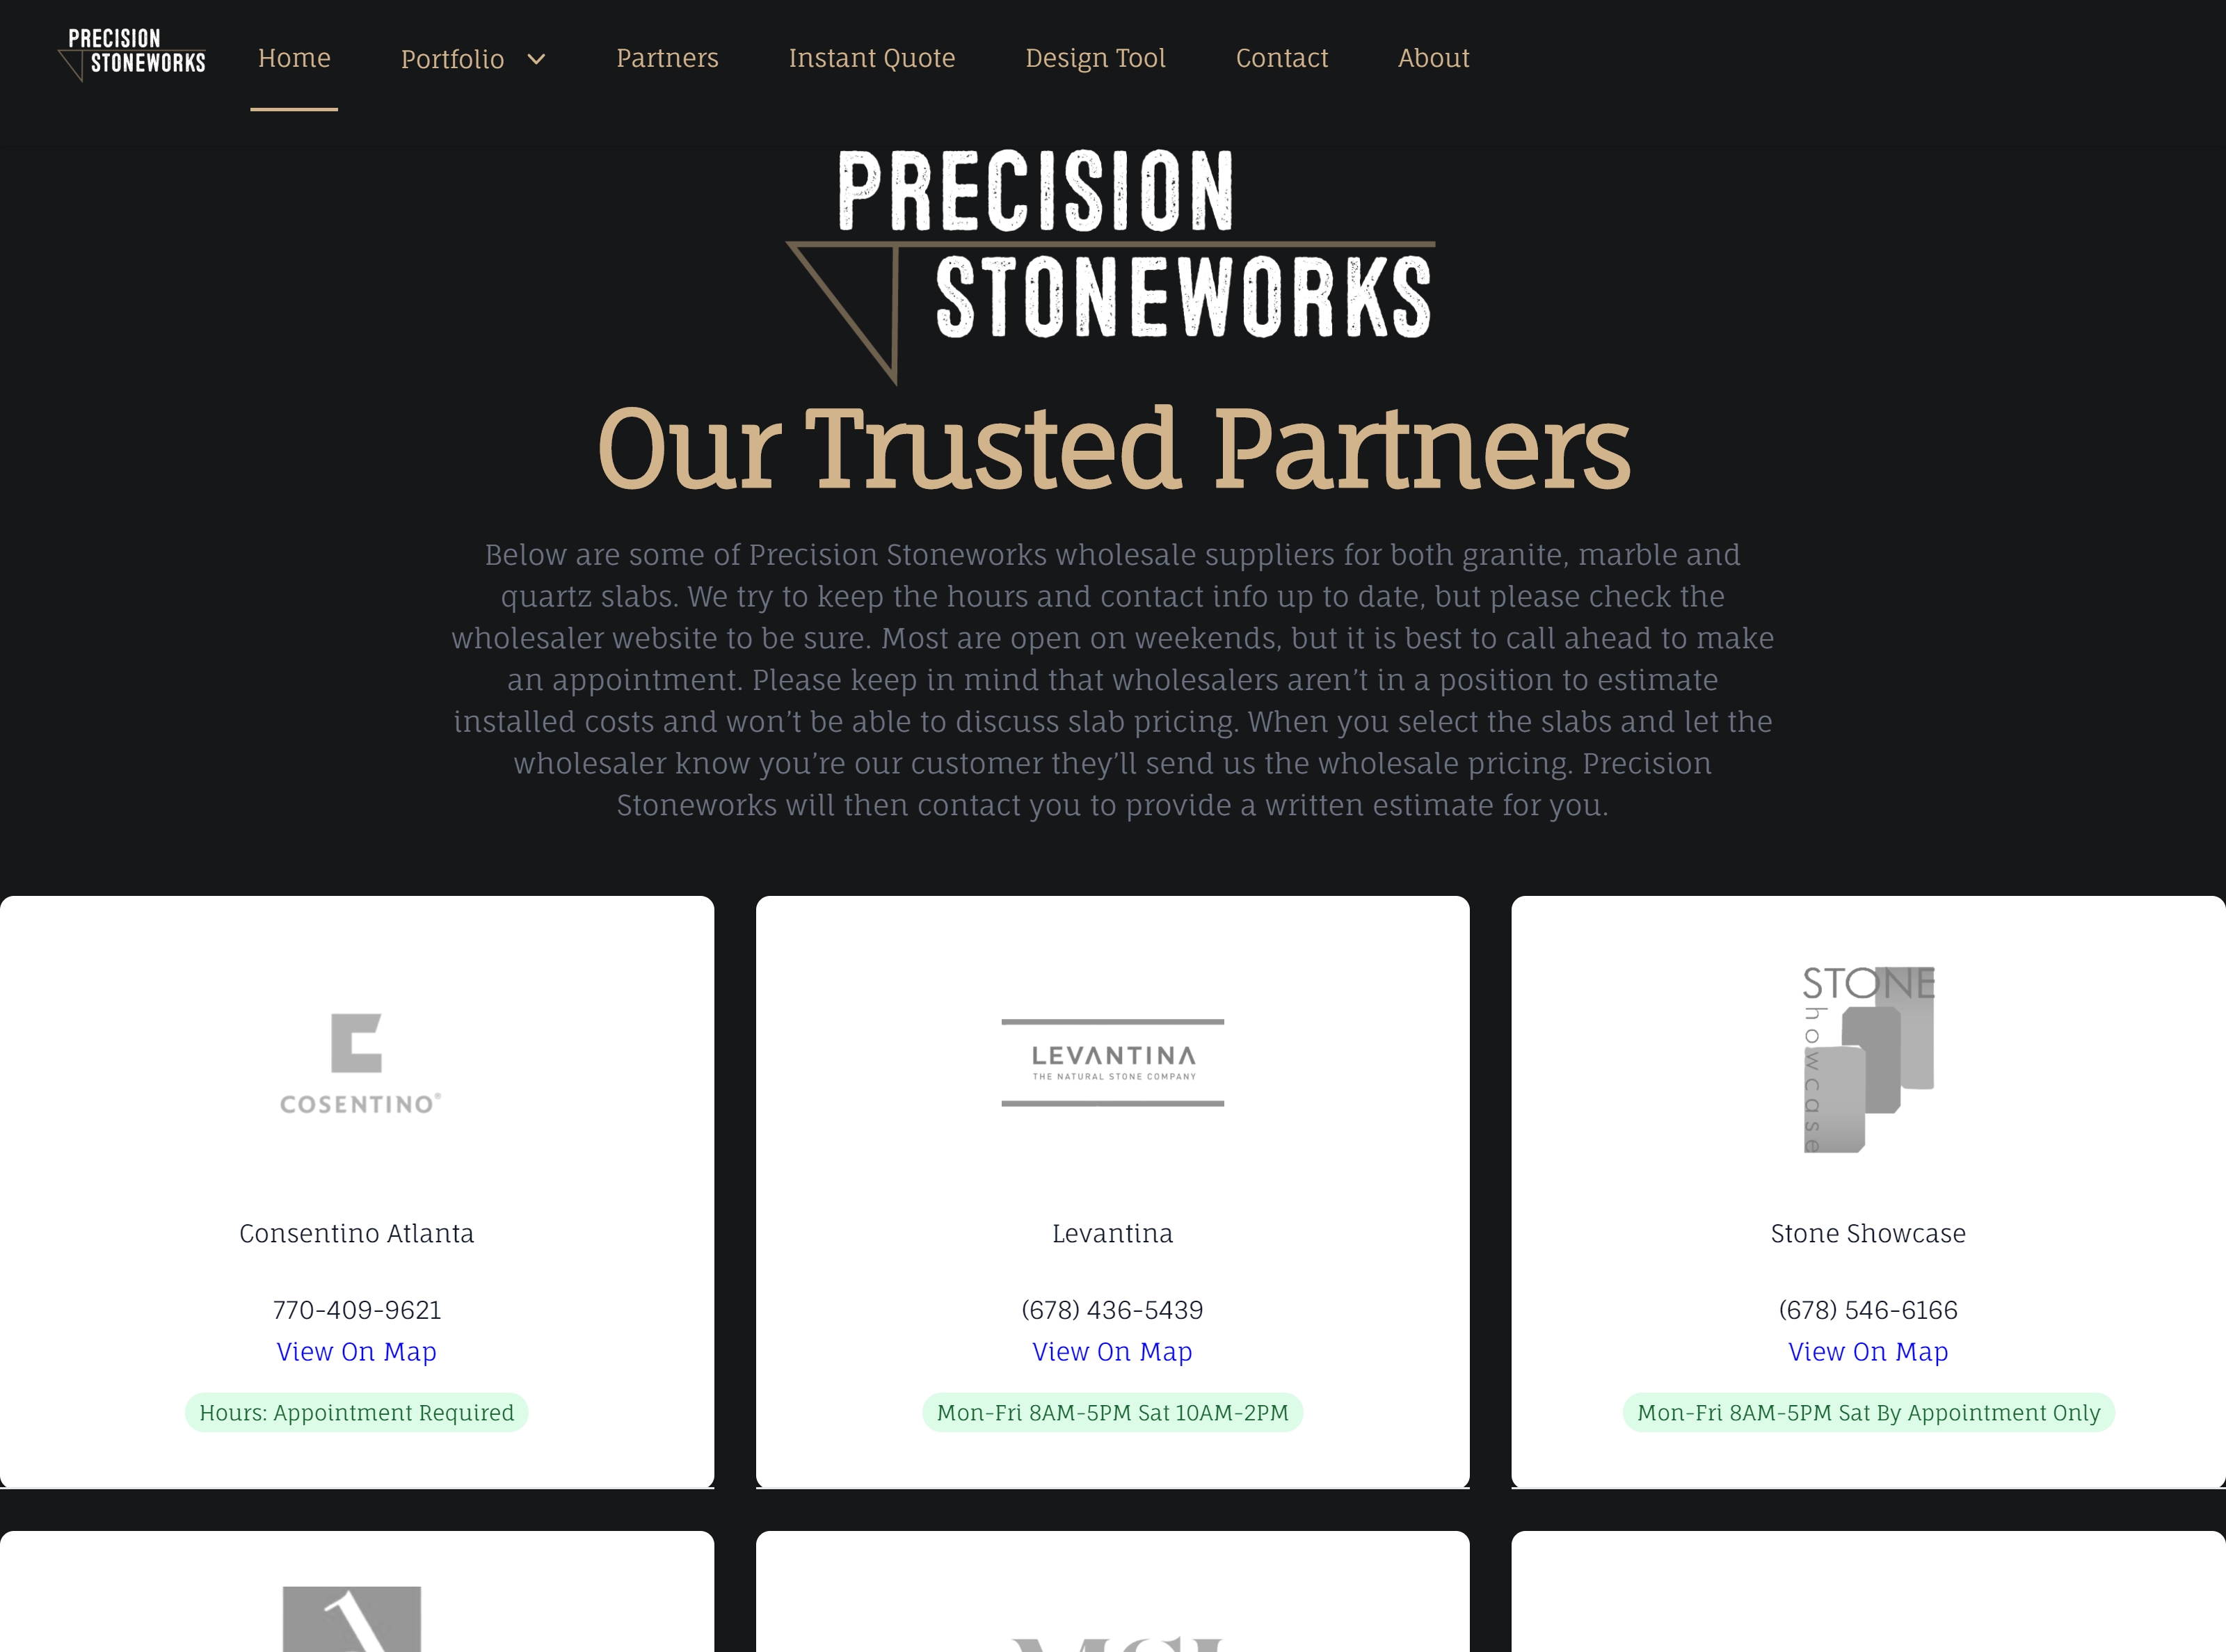 PRECISION
STONEWORKS
Home Portfolio Partners Instant Quote Design Tool Contact About
PRECISION
STONEWORKS
Our Trusted Partners
Below are some of Precision Stoneworks wholesale suppliers for both granite, marble and
quartz slabs. We try to keep the hours and contact info up to date, but please check the
wholesaler website to be sure. Most are open on weekends, but it is best to call ahead to make
an appointment. Please keep in mind that wholesalers aren’t in a position to estimate
installed costs and won’t be able to discuss slab pricing. When you select the slabs and let the
wholesaler know you’re our customer they’ll send us the wholesale pricing. Precision
Stoneworks will then contact you to provide a written estimate for you.
COSENTINO®
Consentino Atlanta
770-409-9621
View On Map
Hours: Appointment Required
LEVANTINA
THE NATURAL STONE COMPANY
Levantina
(678) 436-5439
View On Map
Mon-Fri 8AM-5PM Sat 10AM-2PM
STONE
showcase
Stone Showcase
(678) 546-6166
View On Map
Mon-Fri 8AM-5PM Sat By Appointment Only